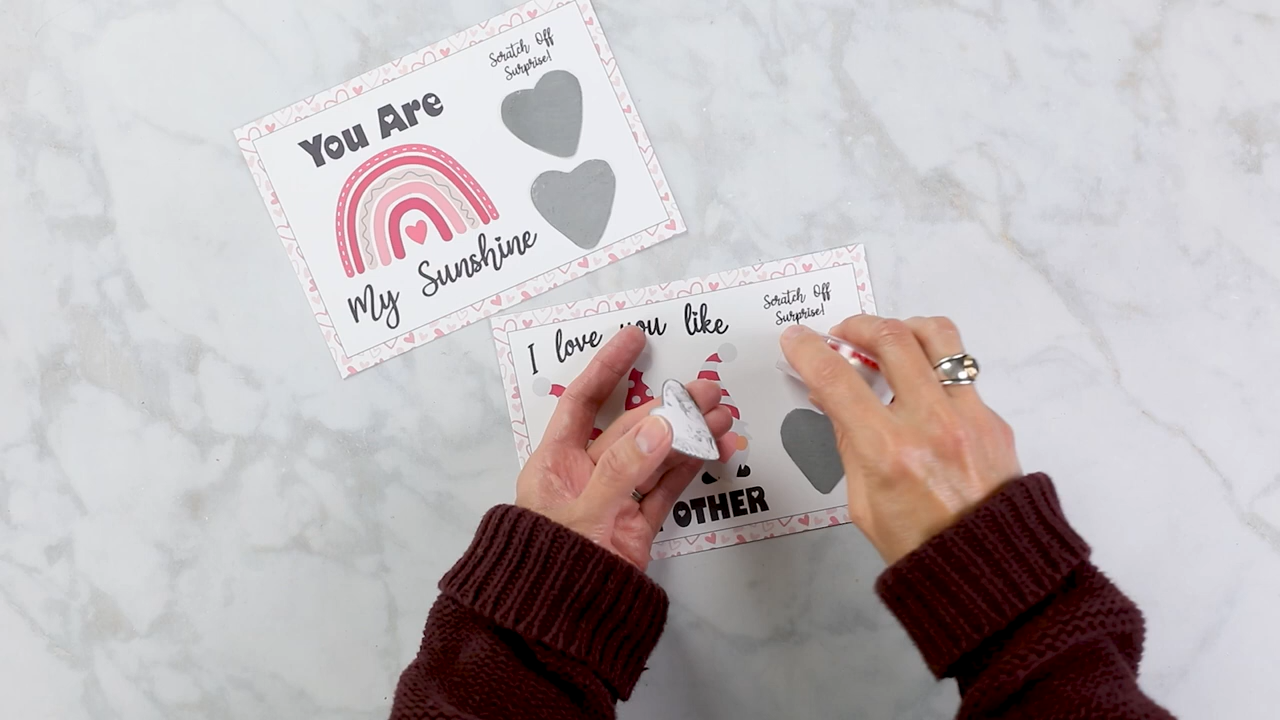 Scratch Off
Surprise!
You Are
My Sunshine
I love you like
Scratch Off
Surprise!
OTHER